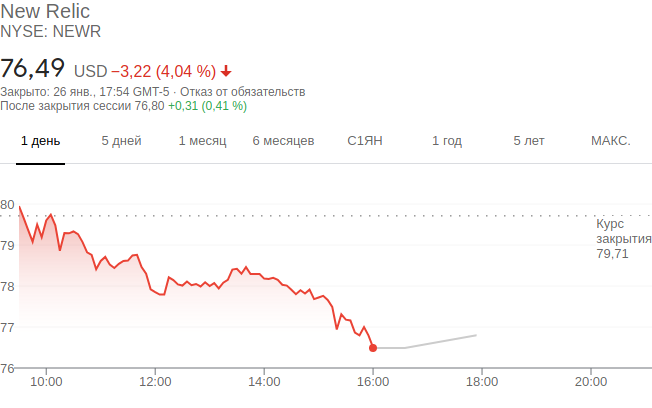 New Relic
NYSE: NEWR
76,49 USD −3,22 (4,04 %)
Закрыто: 26 янв., 17:54 GMT-5 · Отказ от обязательств
После закрытия сессии 76,80 +0,31 (0,41 %)
1 день 5 дней 1 месяц 6 месяцев С1ЯН 1 год 5 лет МАКС.
80
Курс
закрытия
79,71
79
78
77
76
10:00 12:00 14:00 16:00 18:00 20:00